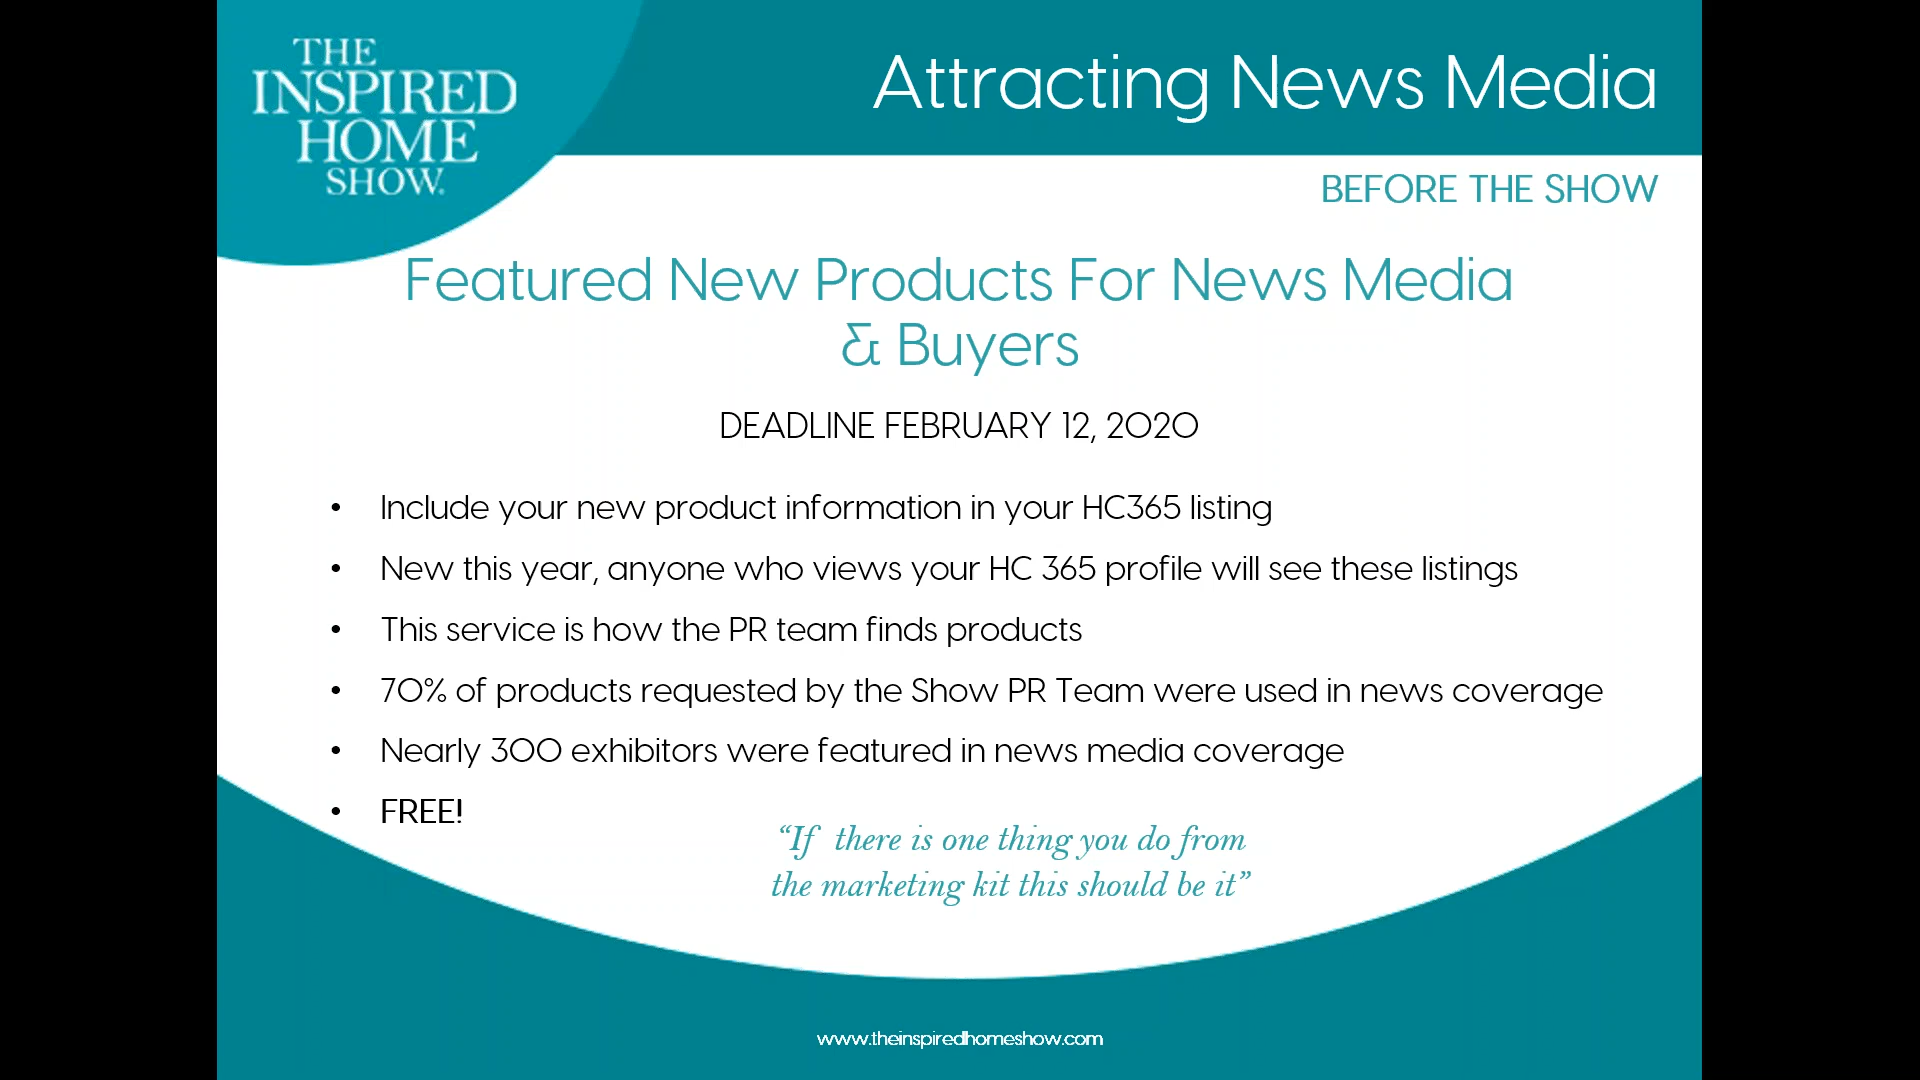 THE
INSPIRED
HOME
SHOW.
Attracting News Media
BEFORE THE SHOW
Featured New Products For News Media
& Buyers
DEADLINE FEBRUARY 12, 2020
• Include your new product information in your HC365 listing
• New this year, anyone who views your HC 365 profile will see these listings
• This service is how the PR team finds products
• 70% of products requested by the Show PR Team were used in news coverage
• Nearly 300 exhibitors were featured in news media coverage
• FREE!
“If there is one thing you do from
the marketing kit this should be it”
www.theinspiredhomeshow.com